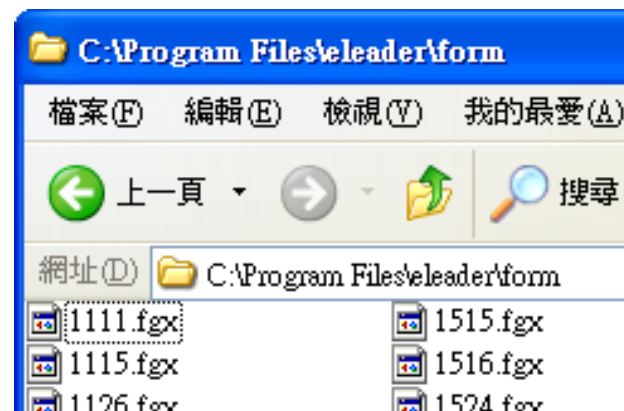 C:\Program Files\eleader\form
檔案(F) 編輯(E) 檢視(V) 我的最愛(A)
上一頁 搜尋
網址(D) C:\Program Files\eleader\form
1111.fgx 1515.fgx
1115.fgx 1516.fgx
1126.fgx 1524.fgx